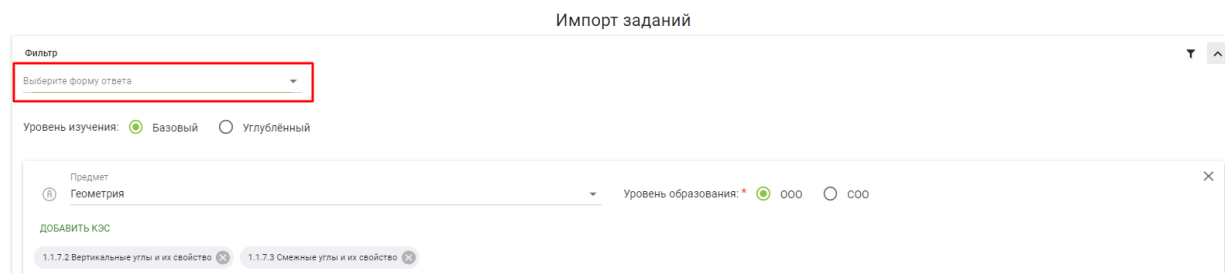 Импорт заданий
Фильтр
Выберите форму ответа
Уровень изучения: Базовый Углублённый
Предмет
Геометрия
Уровень образования: * ООО СОО
ДОБАВИТЬ КЭС
1.1.7.2 Вертикальные углы и их свойство 1.1.7.3 Смежные углы и их свойство